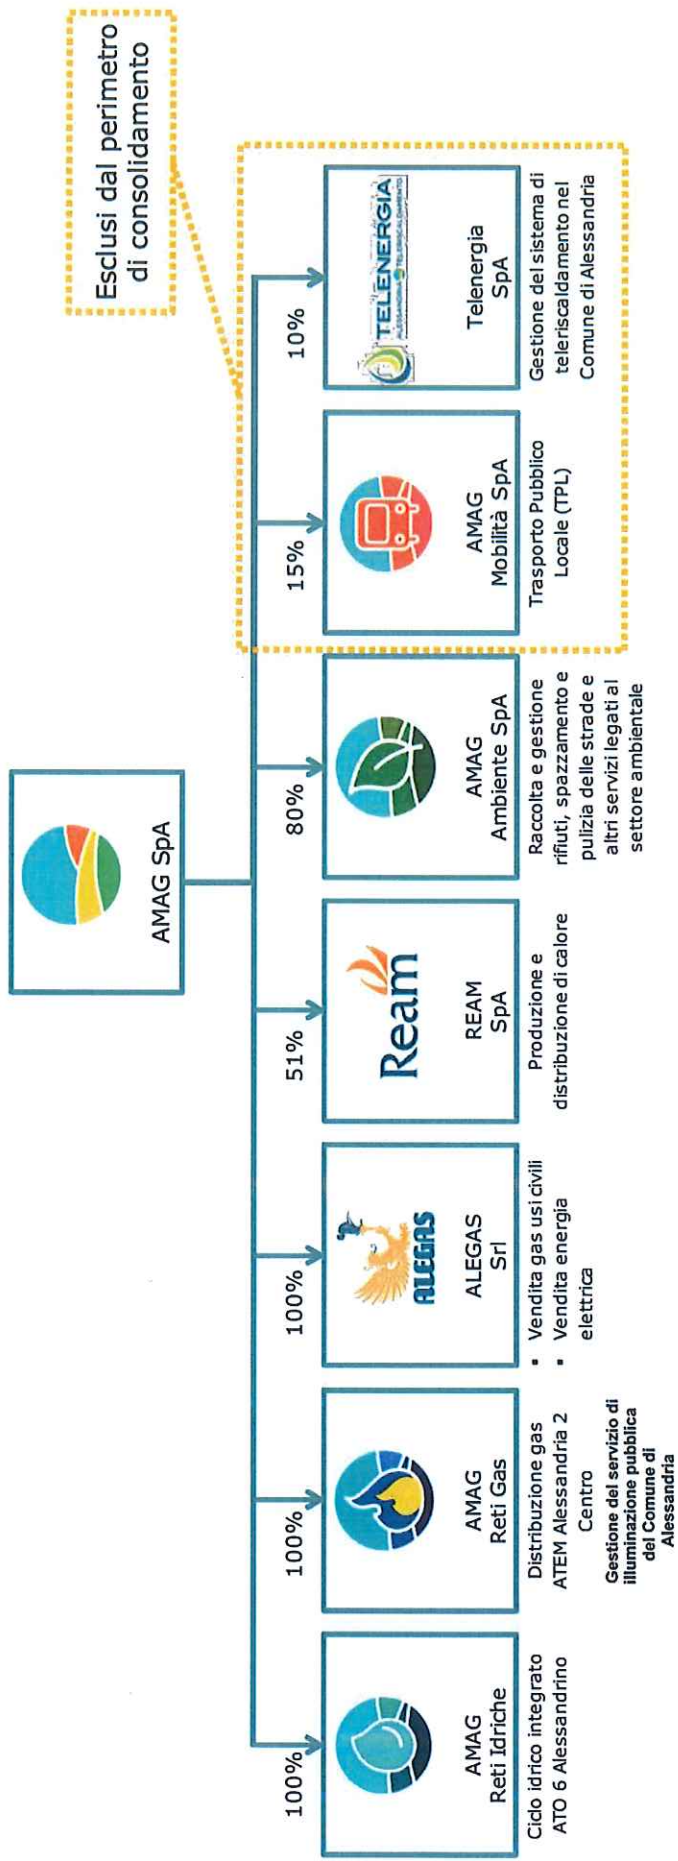 AMAG SpA
Esclusi dal perimetro
di consolidamento
100%
100%
100%
51%
80%
15%
10%
AMAG
Reti Idriche
Ciclo idrico integrato
ATO 6 Alessandrino
AMAG
Reti Gas
Distribuzione gas
ATEM Alessandria 2
Centro
Gestione del servizio di
illuminazione pubblica
del Comune di
Alessandria
ALEGAS
ALEGAS
Srl
▪ Vendita gas usi civili
▪ Vendita energia
elettrica
Ream
REAM
SpA
Produzione e
distribuzione di calore
AMAG
Ambiente SpA
Raccolta e gestione
rifiuti, spazzamento e
pulizia delle strade e
altri servizi legati al
settore ambientale
AMAG
Mobilità SpA
Trasporto Pubblico
Locale (TPL)
TELENERGIA
ALESSANDRIA TELERISCALDAMENTO
Telenergia
SpA
Gestione del sistema di
teleriscaldamento nel
Comune di Alessandria